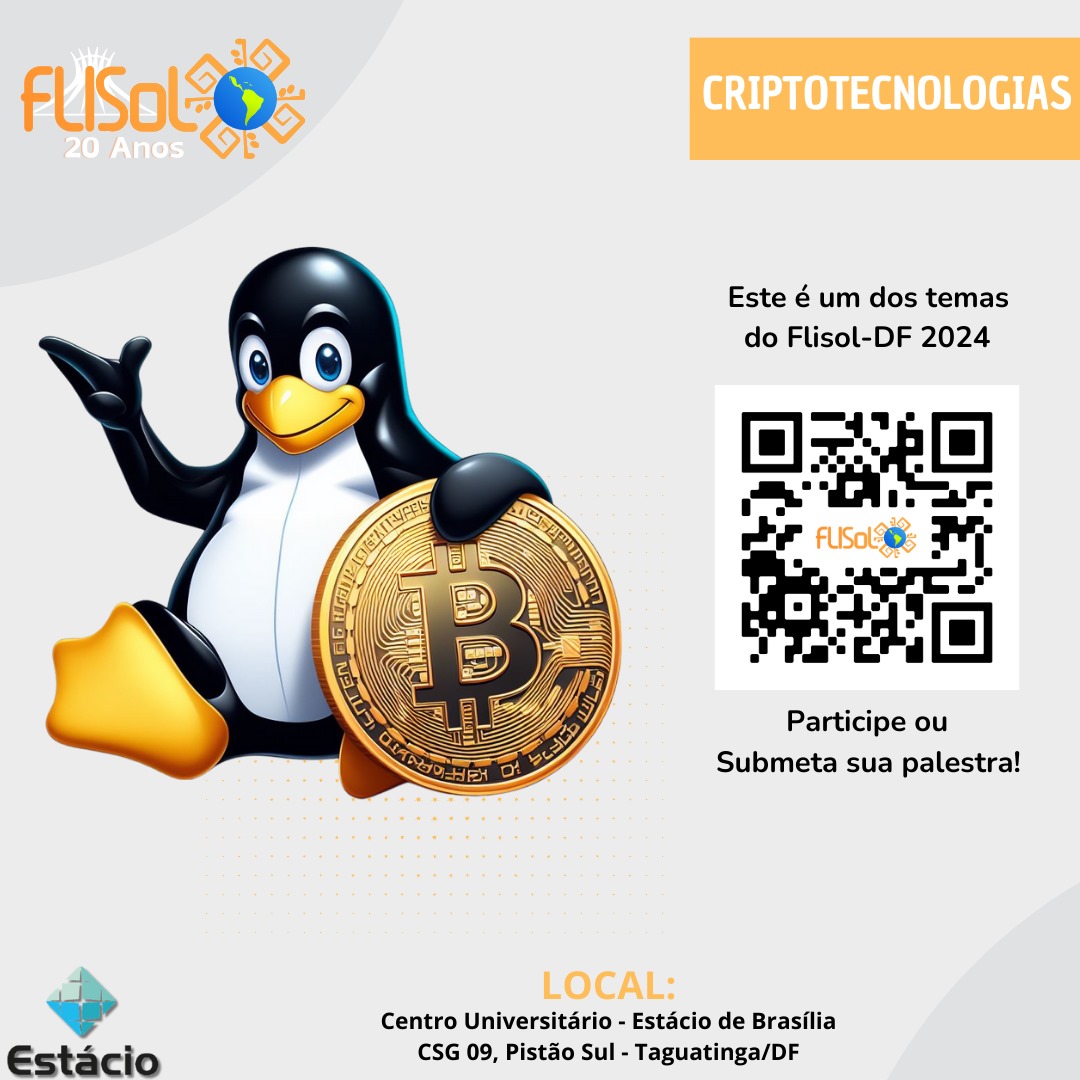 FLISol
20 Anos
CRIPTOTECNOLOGIAS
Este é um dos temas
do Flisol-DF 2024
FLISol
Participe ou
Submeta sua palestra!
LOCAL:
Centro Universitário - Estácio de Brasília
CSG 09, Pistão Sul - Taguatinga/DF
Estácio